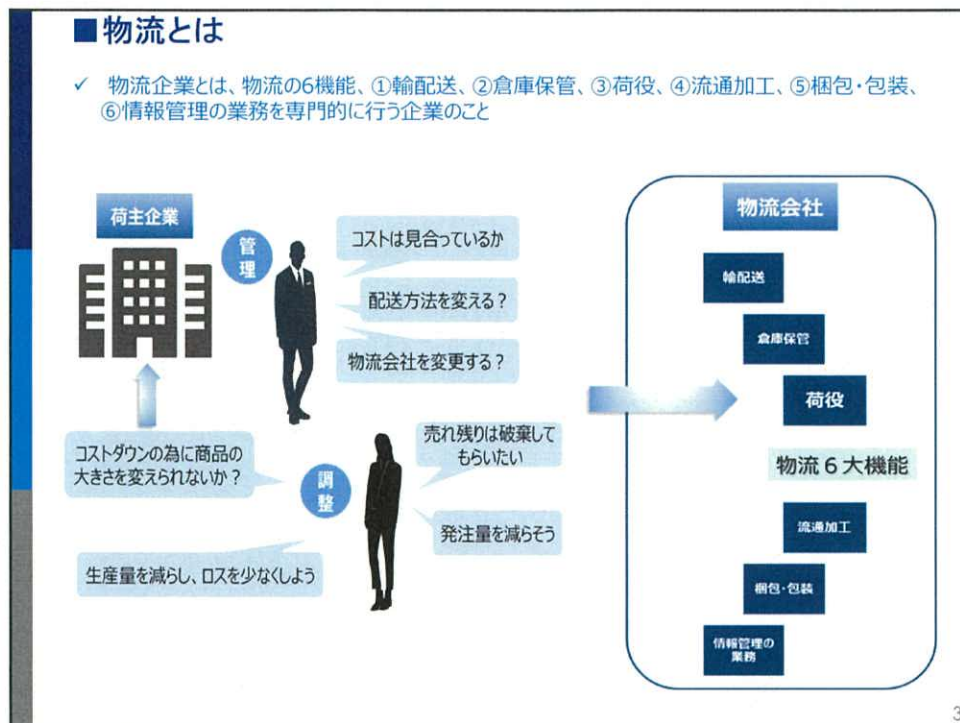 ■物流とは
✓ 物流企業とは、物流の6機能、①輸配送、②倉庫保管、③荷役、④流通加工、⑤梱包・包装、
⑥情報管理の業務を専門的に行う企業のこと
荷主企業
管
理
コストは見合っているか
配送方法を変える？
物流会社を変更する？
コストダウンの為に商品の
大きさを変えられないか？
調
整
売れ残りは破棄して
もらいたい
発注量を減らそう
生産量を減らし、ロスを少なくしよう
物流会社
輸配送
倉庫保管
荷役
物流６大機能
流通加工
梱包・包装
情報管理の
業務
3